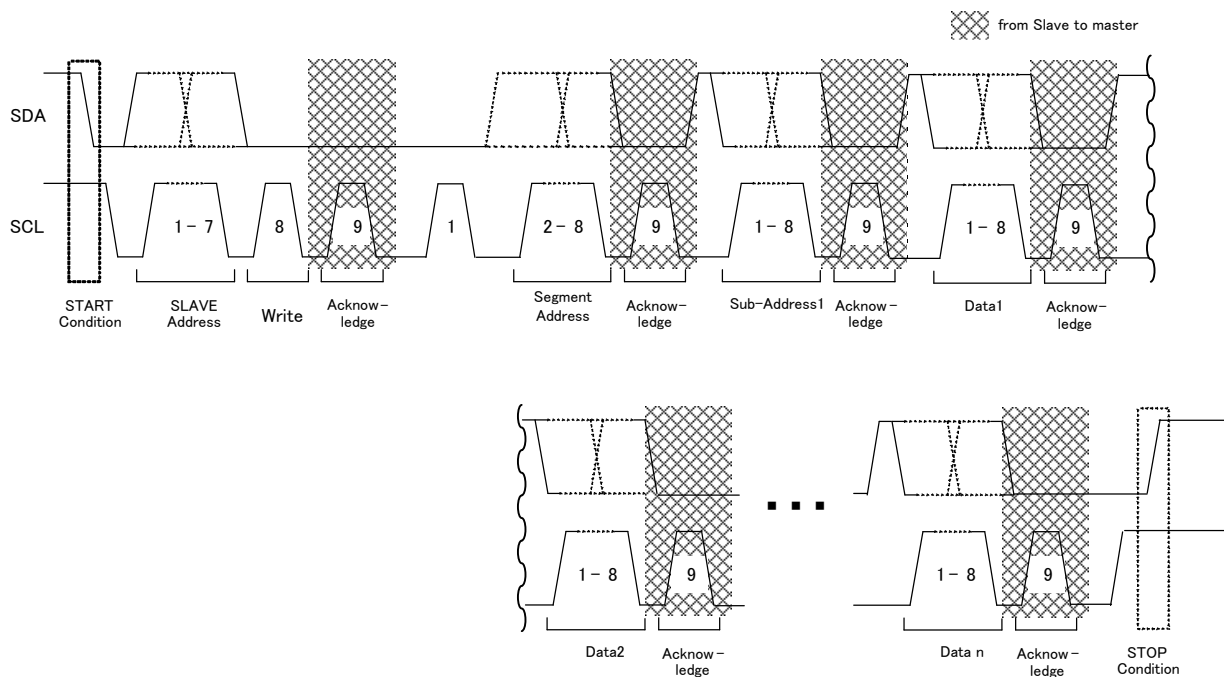 from Slave to master
SDA
SCL
1 - 7
8
9
1
2 - 8
9
1 - 8
9
1 - 8
9
START
Condition
SLAVE
Address
Write
Acknow -
ledge
Segment
Address
Acknow -
ledge
Sub-Address1
Acknow -
ledge
Data1
Acknow -
ledge
1 - 8
9
1 - 8
9
Data2
Acknow -
ledge
Data n
Acknow -
ledge
STOP
Condition